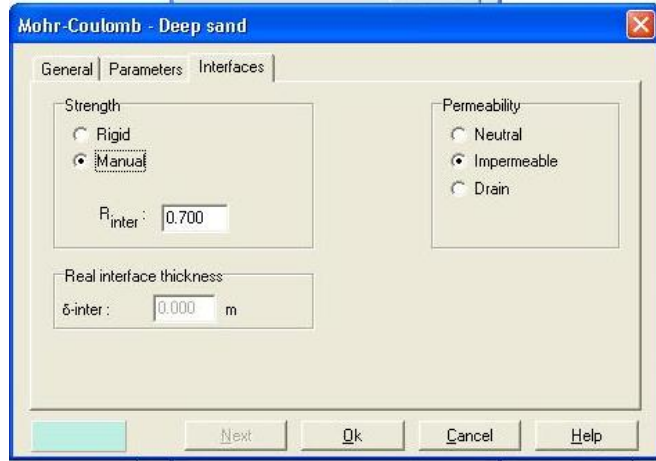 Mohr-Coulomb - Deep sand
General Parameters Interfaces
Strength
Rigid
Manual
Rinter : 0.700
Permeability
Neutral
Impermeable
Drain
Real interface thickness
δ-inter : 0.000 m
Next Ok Cancel Help